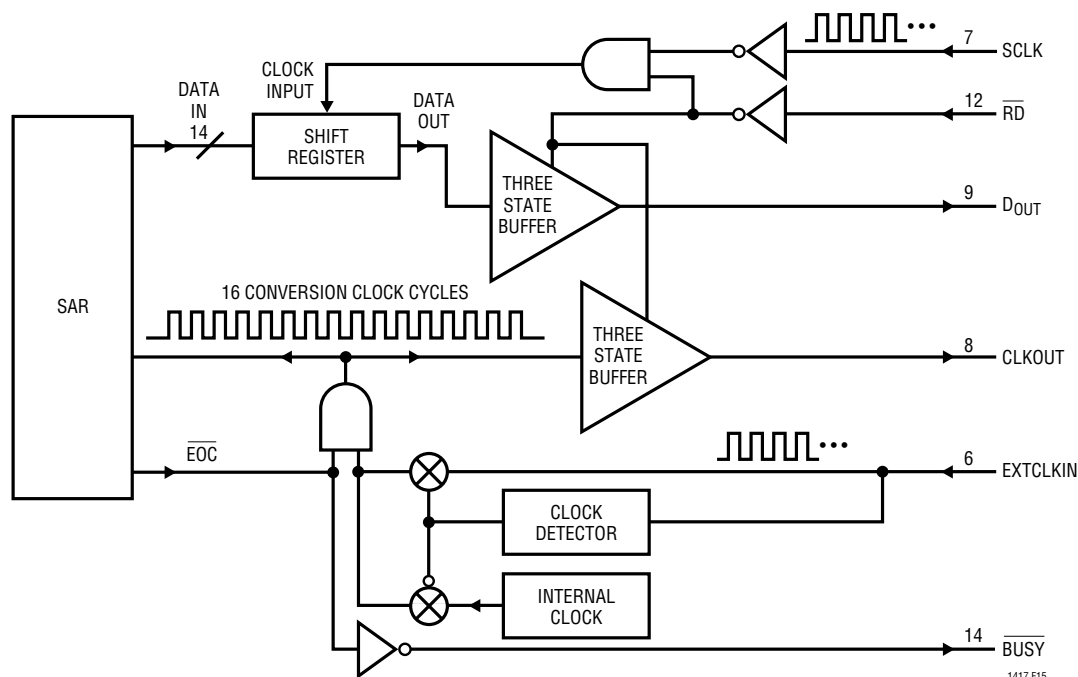 7
SCLK
CLOCK
INPUT
DATA
IN
14
DATA
OUT
12
RD
SHIFT
REGISTER
THREE
STATE
BUFFER
9
DOUT
SAR
16 CONVERSION CLOCK CYCLES
THREE
STATE
BUFFER
8
CLKOUT
EOC
6
EXTCLKIN
CLOCK
DETECTOR
INTERNAL
CLOCK
14
BUSY
1417 F15